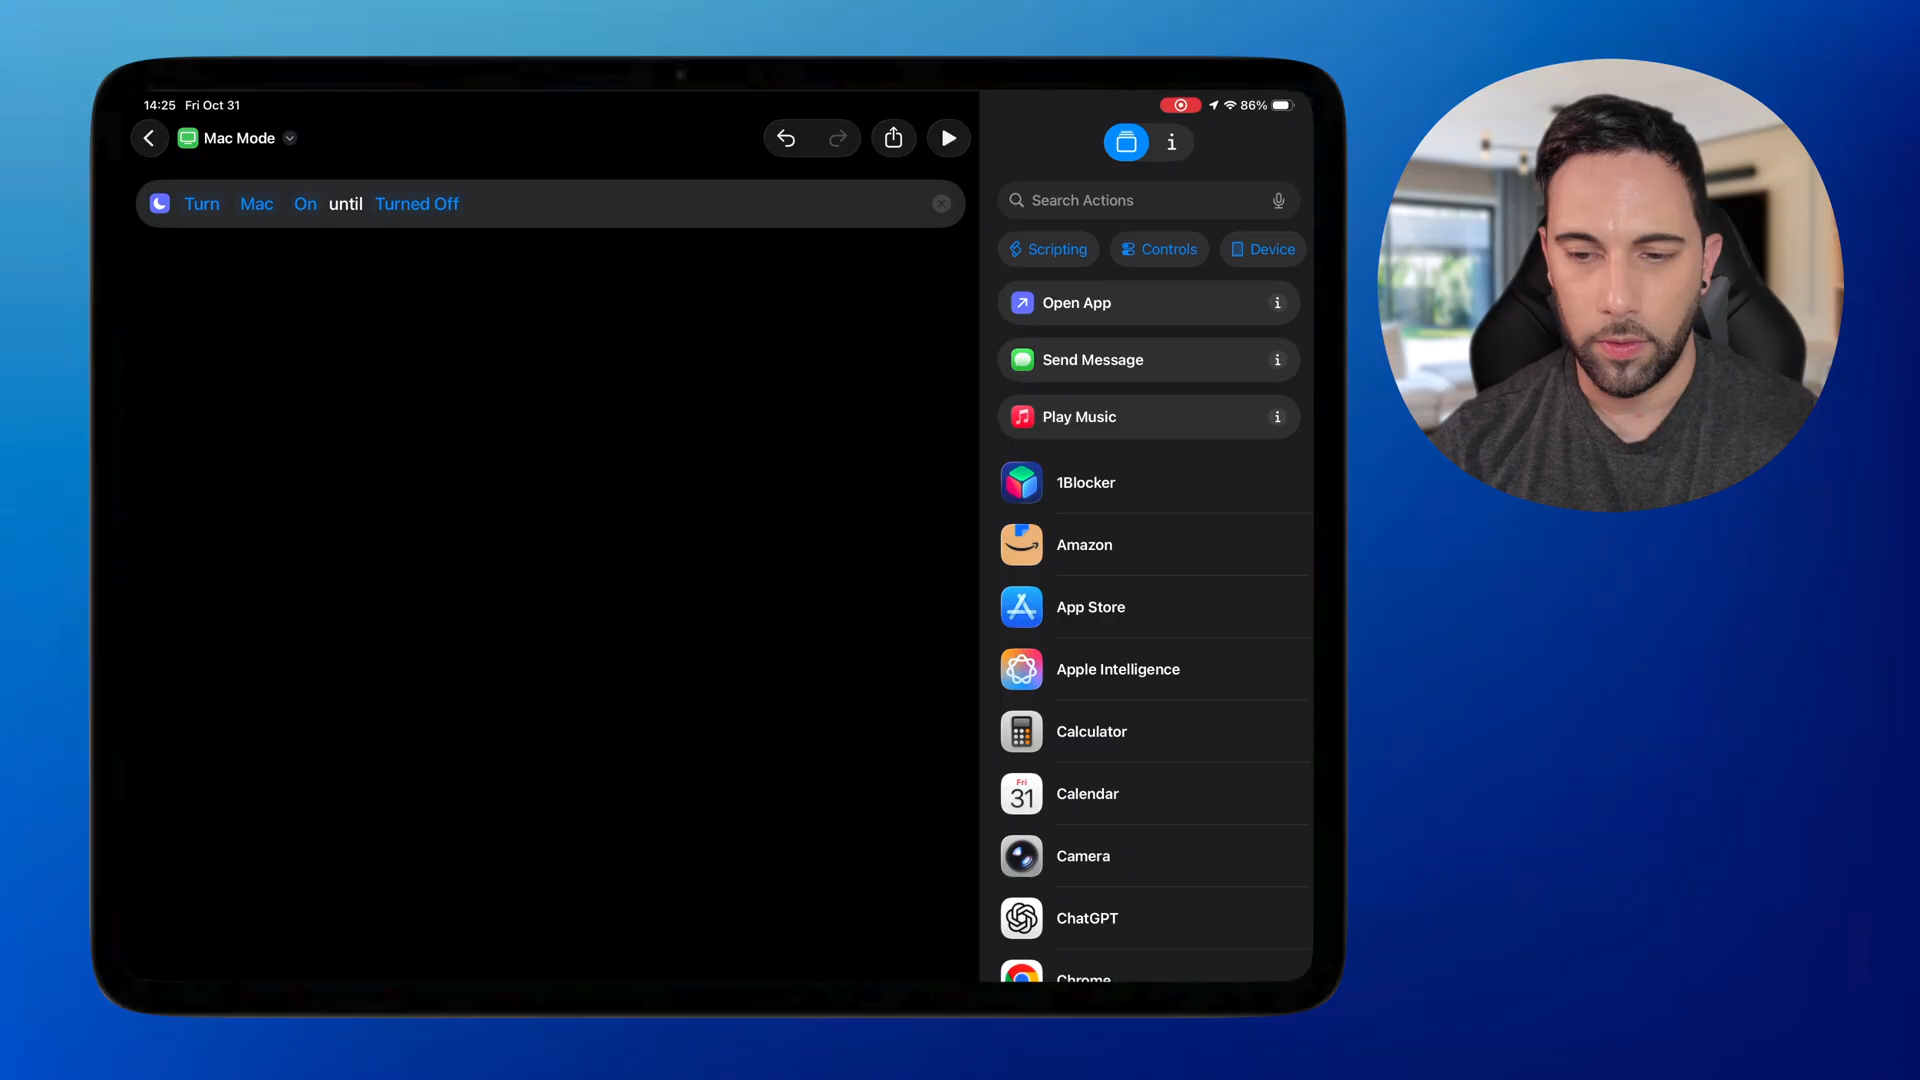 14:25 Fri Oct 31
86%
Mac Mode
Turn Mac On until Turned Off
Search Actions
Scripting Controls Device
Open App
Send Message
Play Music
1Blocker
Amazon
App Store
Apple Intelligence
Calculator
Fri
31
Calendar
Camera
ChatGPT
Chrome